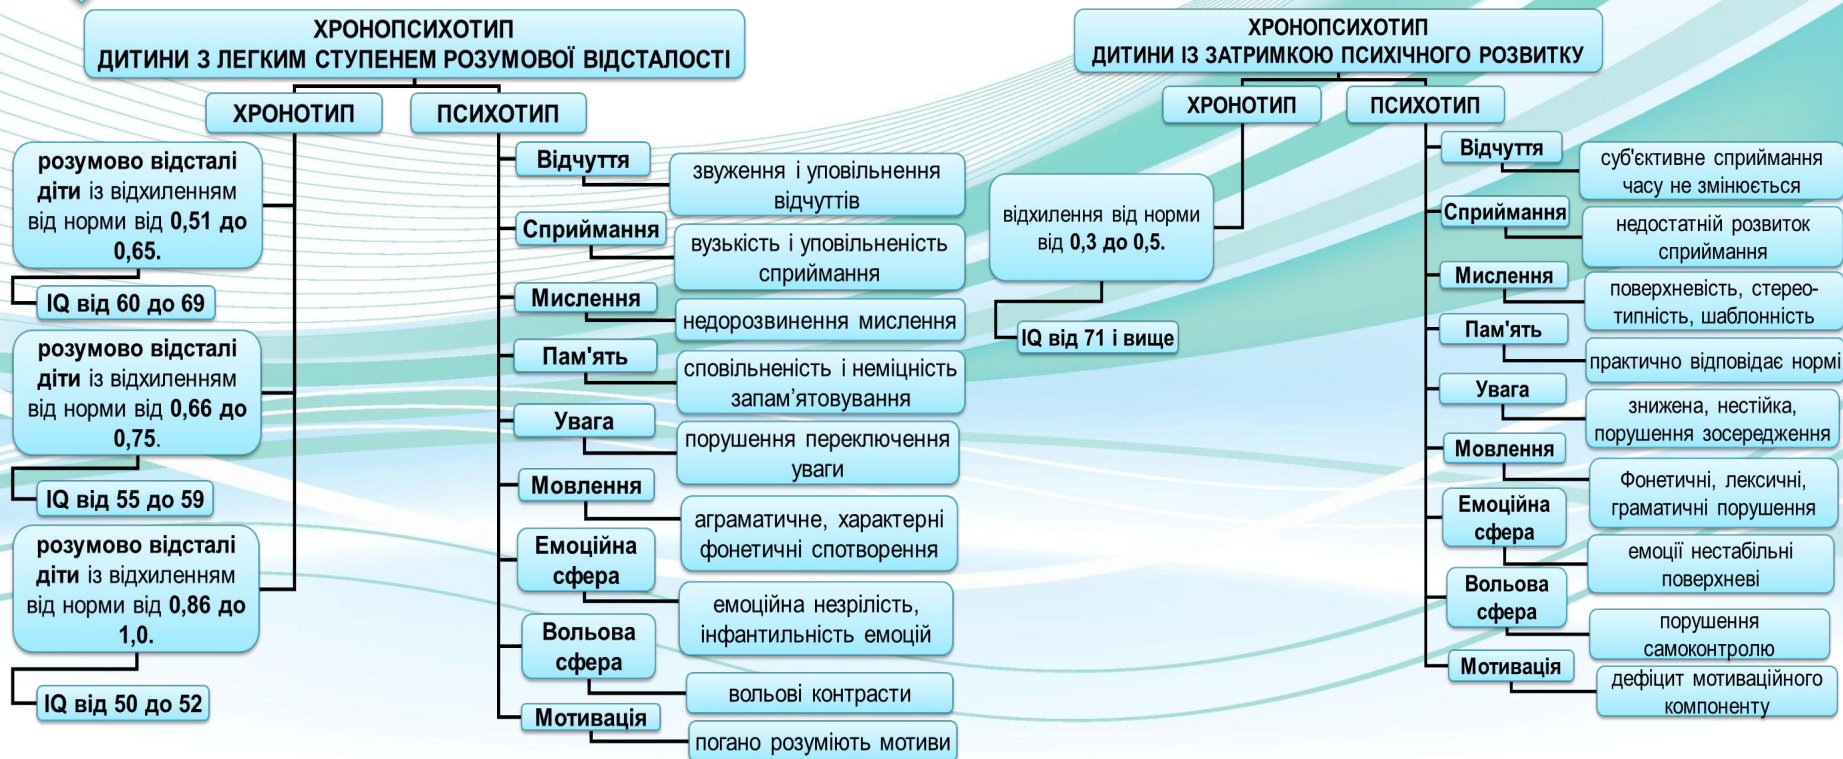 ХРОНОПСИХОТИП
ДИТИНИ З ЛЕГКИМ СТУПЕНЕМ РОЗУМОВОЇ ВІДСТАЛОСТІ
ХРОНОТИП
розумово відсталі
діти із відхиленням
від норми від 0,51 до
0,65.
IQ від 60 до 69
розумово відсталі
діти із відхиленням
від норми від 0,66 до
0,75.
IQ від 55 до 59
розумово відсталі
діти із відхиленням
від норми від 0,86 до
1,0.
IQ від 50 до 52
ПСИХОТИП
Відчуття
звуження і уповільнення
відчуттів
Сприймання
вузькість і уповільненість
сприймання
Мислення
недорозвинення мислення
Пам'ять
сповільненість і неміцність
запам’ятовування
Увага
порушення переключення
уваги
Мовлення
аграматичне, характерні
фонетичні спотворення
Емоційна
сфера
емоційна незрілість,
інфантильність емоцій
Вольова
сфера
вольові контрасти
Мотивація
погано розуміють мотиви
ХРОНОПСИХОТИП
ДИТИНИ ІЗ ЗАТРИМКОЮ ПСИХІЧНОГО РОЗВИТКУ
ХРОНОТИП
відхилення від норми
від 0,3 до 0,5.
IQ від 71 і вище
ПСИХОТИП
Відчуття
суб'єктивне сприймання
часу не змінюється
Сприймання
недостатній розвиток
сприймання
Мислення
поверхневість, стерео-
типність, шаблонність
Пам'ять
практично відповідає нормі
Увага
знижена, нестійка,
порушення зосередження
Мовлення
Фонетичні, лексичні,
граматичні порушення
Емоційна
сфера
емоції нестабільні
поверхневі
Вольова
сфера
порушення
самоконтролю
Мотивація
дефіцит мотиваційного
компоненту